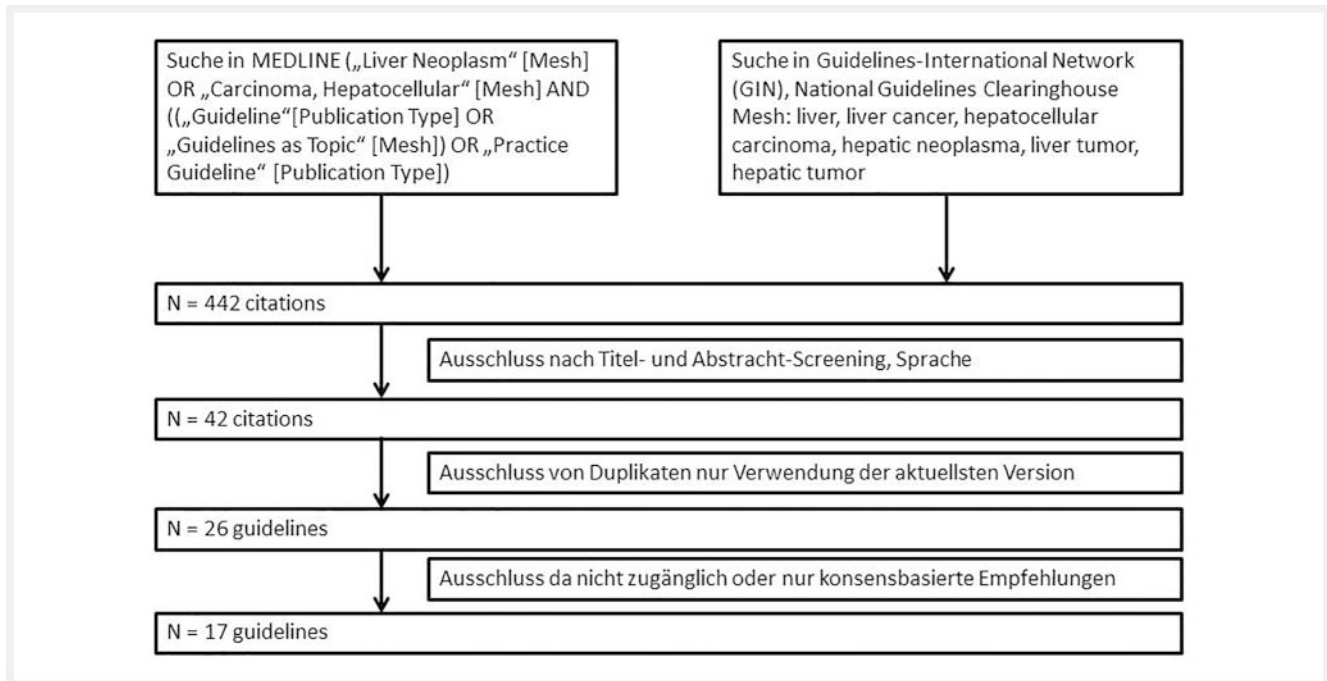 Suche in MEDLINE („Liver Neoplasm“ [Mesh]
OR „Carcinoma, Hepatocellular“ [Mesh] AND
((„Guideline“[Publication Type] OR
„Guidelines as Topic“ [Mesh]) OR „Practice
Guideline“ [Publication Type])
Suche in Guidelines-International Network
(GIN), National Guidelines Clearinghouse
Mesh: liver, liver cancer, hepatocellular
carcinoma, hepatic neoplasma, liver tumor,
hepatic tumor
N = 442 citations
Ausschluss nach Titel- und Abstracht-Screening, Sprache
N = 42 citations
Ausschluss von Duplikaten nur Verwendung der aktuellsten Version
N = 26 guidelines
Ausschluss da nicht zugänglich oder nur konsensbasierte Empfehlungen
N = 17 guidelines